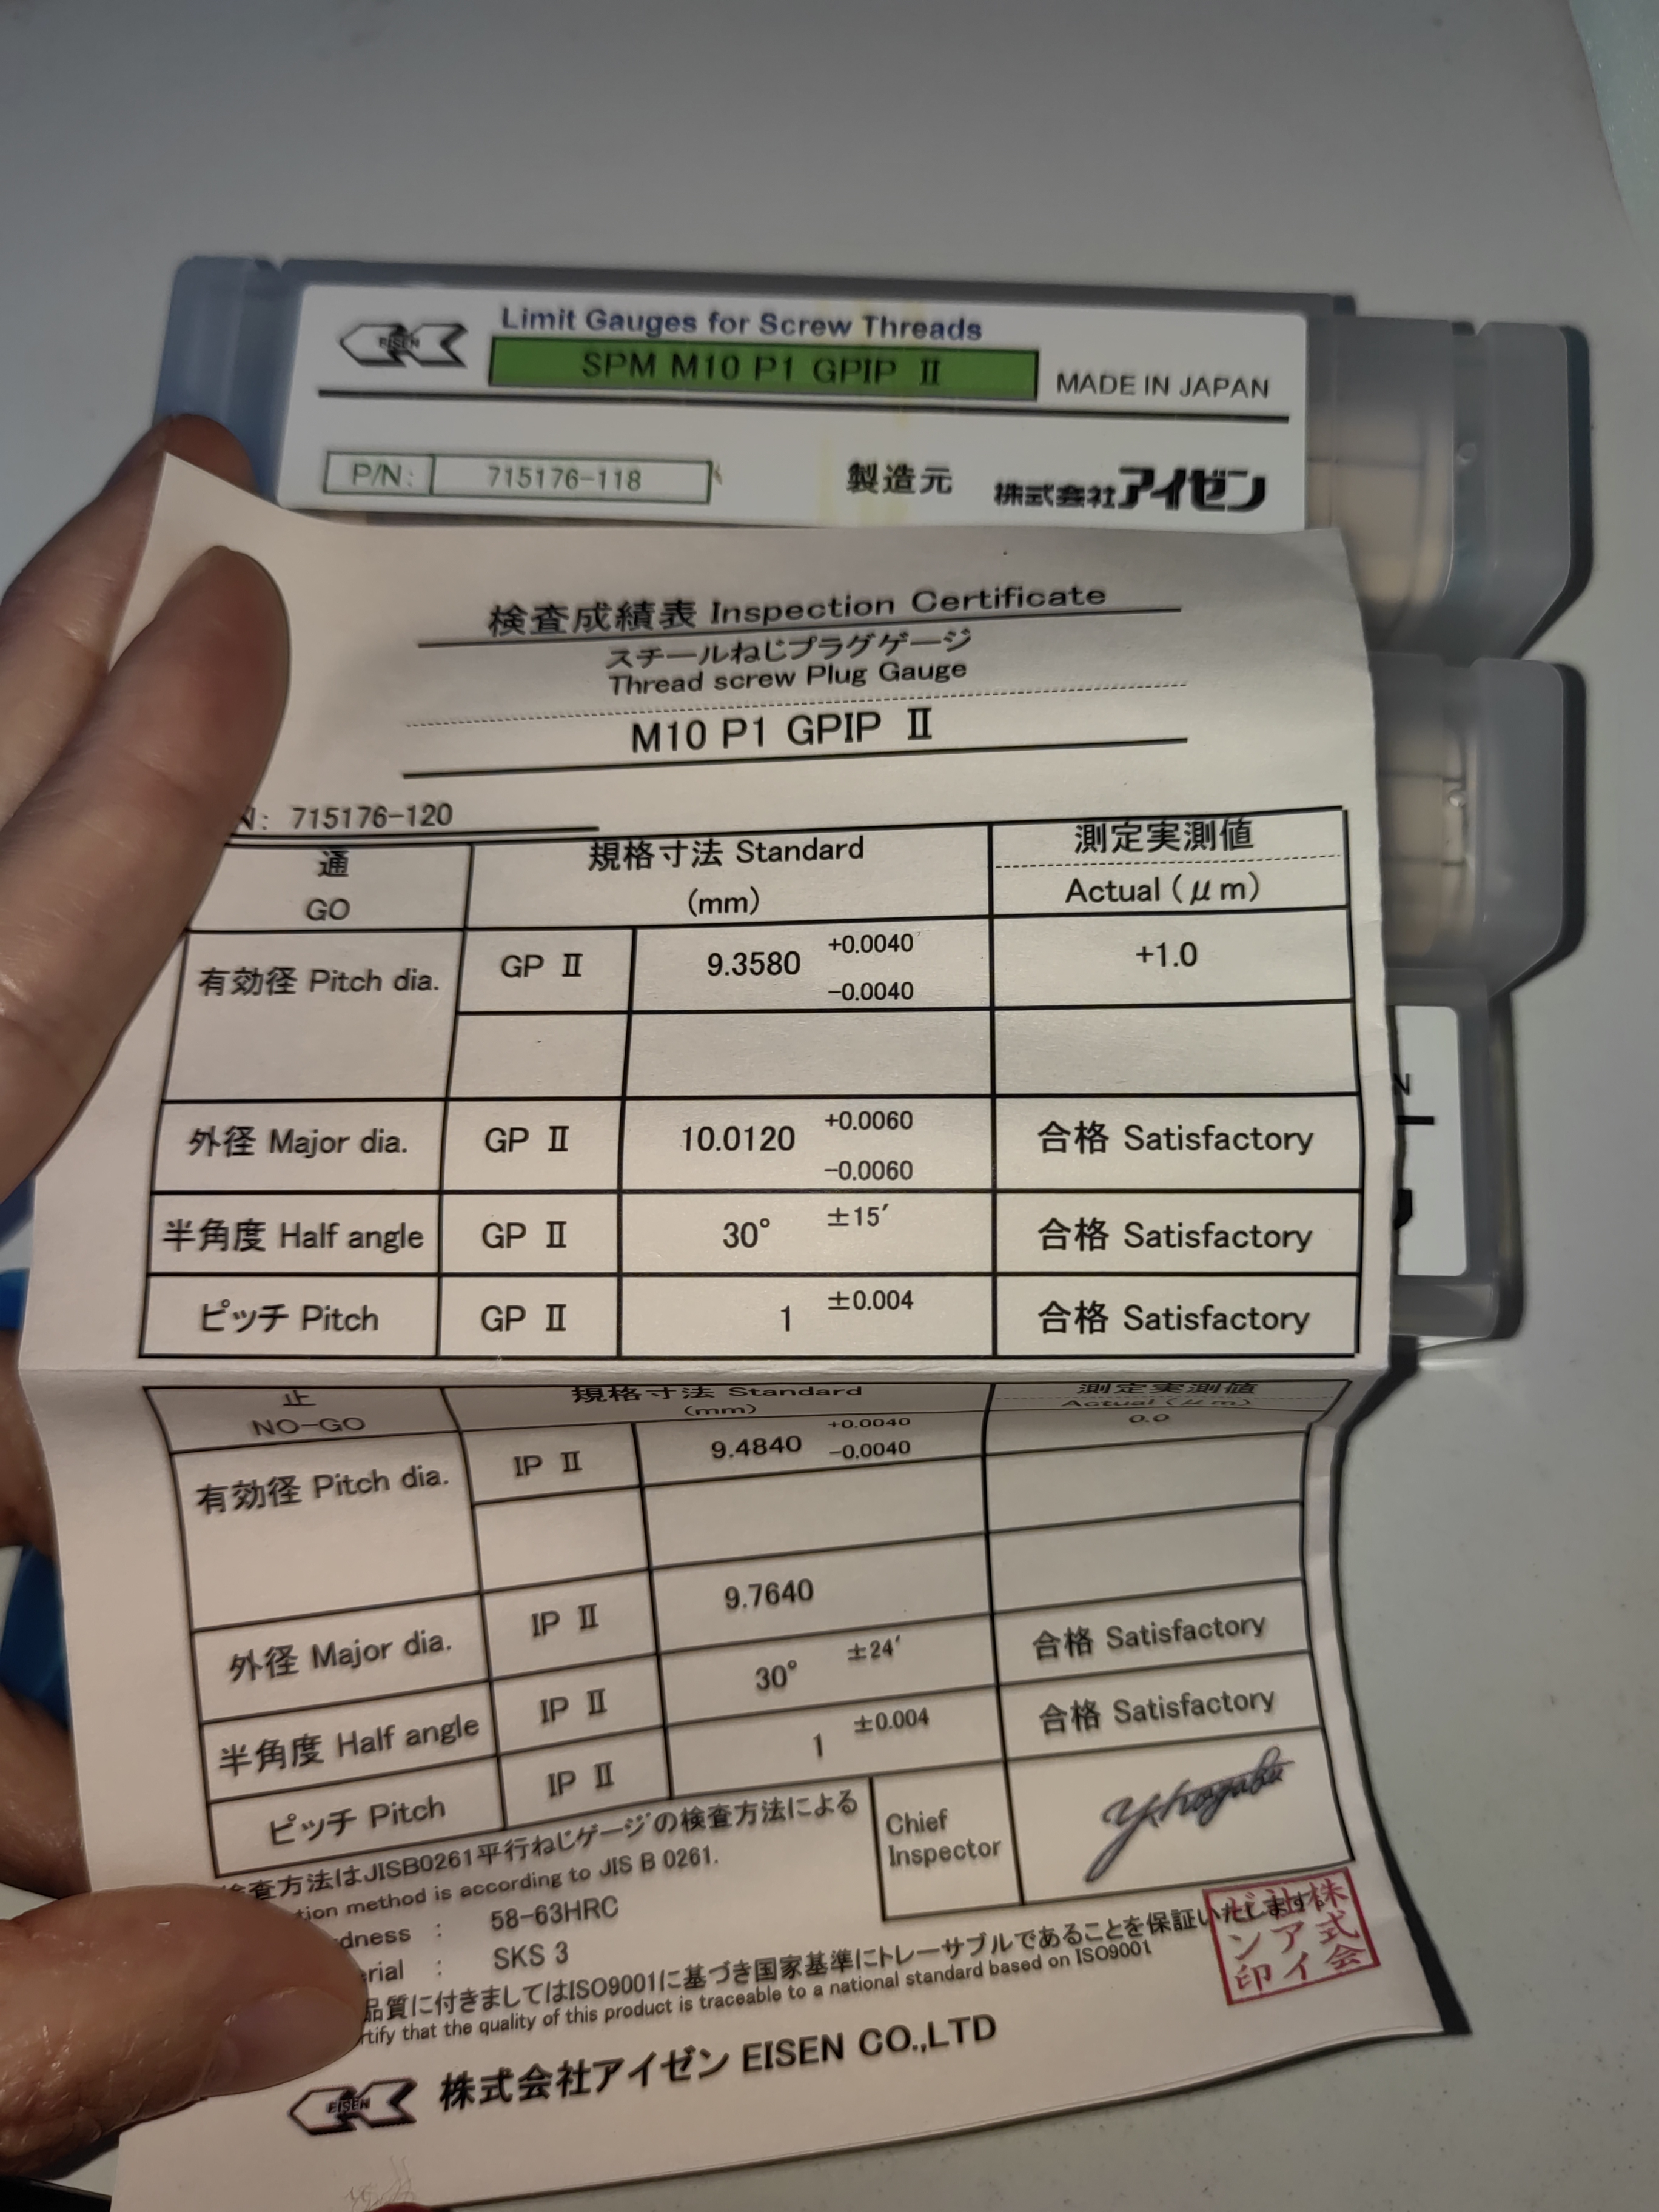 EISEN
Limit Gauges for Screw Threads
SPM M10 P1 GPIP Ⅱ
MADE IN JAPAN
P/N: 715176-118
製造元 株式会社アイゼン
検査成績表 Inspection Certificate
スチールねじプラグゲージ
Thread screw Plug Gauge
M10 P1 GPIP Ⅱ
N: 715176-120
通 GO 規格寸法 Standard (mm) 測定実測値 Actual (μm)
有効径 Pitch dia. GP Ⅱ 9.3580 +0.0040 -0.0040 +1.0
外径 Major dia. GP Ⅱ 10.0120 +0.0060 -0.0060 合格 Satisfactory
半角度 Half angle GP Ⅱ 30° ±15′ 合格 Satisfactory
ピッチ Pitch GP Ⅱ 1 ±0.004 合格 Satisfactory
止 NO-GO 規格寸法 Standard (mm) 測定実測値 Actual (μm)
有効径 Pitch dia. IP Ⅱ 9.4840 +0.0040 -0.0040 0.0
外径 Major dia. IP Ⅱ 9.7640
半角度 Half angle IP Ⅱ 30° ±24′ 合格 Satisfactory
ピッチ Pitch IP Ⅱ 1 ±0.004 合格 Satisfactory
査方法はJISB0261平行ねじゲージの検査方法による
tion method is according to JIS B 0261.
Chief Inspector
dness : 58-63HRC
rial : SKS 3
品質に付きましてはISO9001に基づき国家基準にトレーサブルであることを保証いたします。
rtify that the quality of this product is traceable to a national standard based on ISO9001
株式会社アイゼン印
EISEN 株式会社アイゼン EISEN CO.,LTD